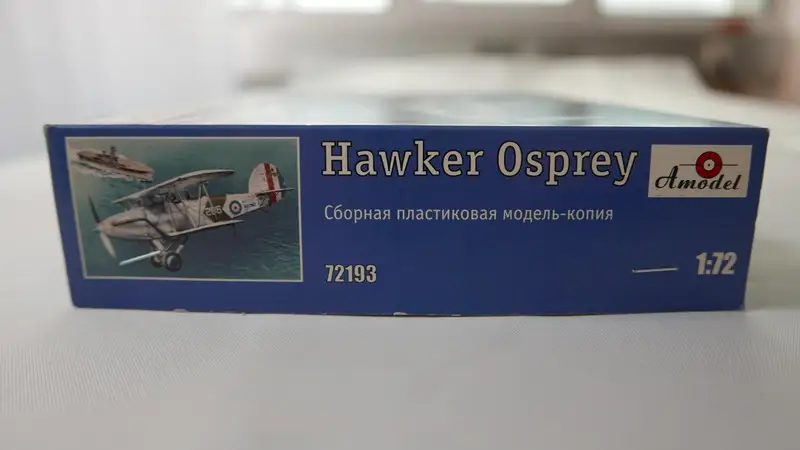 Hawker Osprey
Amodel
Сборная пластиковая модель-копия
72193
1:72